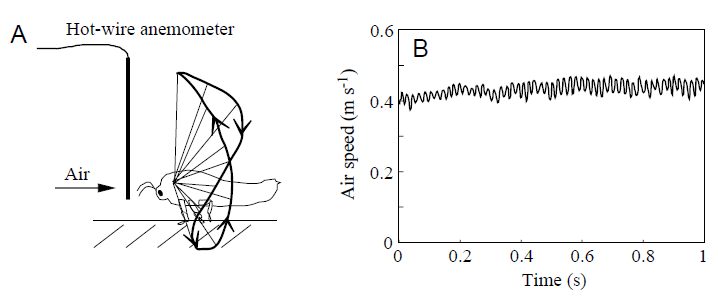 A
Hot-wire anemometer
Air
B
Air speed (m s⁻¹)
0.6
0.4
0.2
0
0 0.2 0.4 0.6 0.8 1
Time (s)